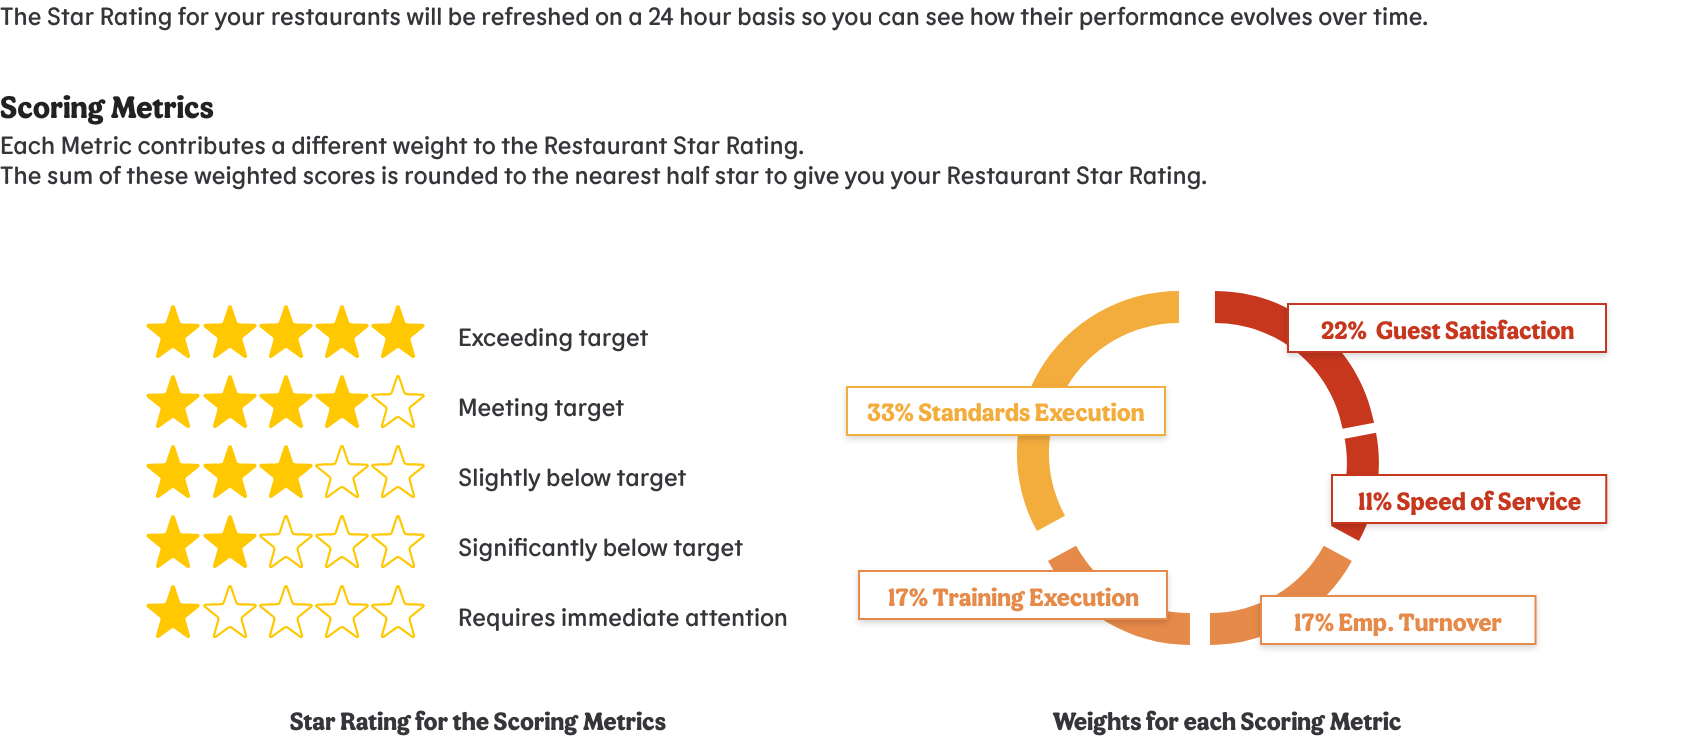 The Star Rating for your restaurants will be refreshed on a 24 hour basis so you can see how their performance evolves over time.
Scoring Metrics
Each Metric contributes a different weight to the Restaurant Star Rating.
The sum of these weighted scores is rounded to the nearest half star to give you your Restaurant Star Rating.
Exceeding target
Meeting target
Slightly below target
Significantly below target
Requires immediate attention
Star Rating for the Scoring Metrics
22% Guest Satisfaction
33% Standards Execution
11% Speed of Service
17% Training Execution
17% Emp. Turnover
Weights for each Scoring Metric